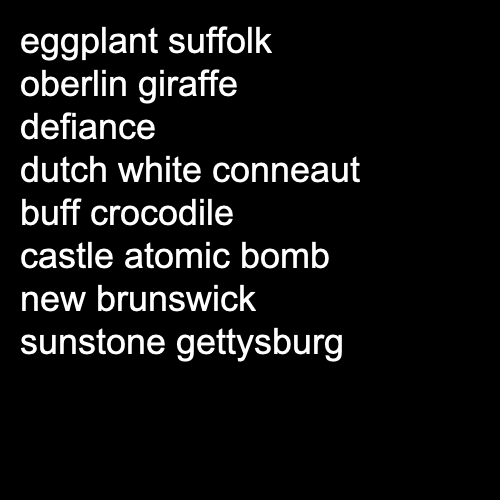 eggplant suffolk
oberlin giraffe
defiance
dutch white conneaut
buff crocodile
castle atomic bomb
new brunswick
sunstone gettysburg